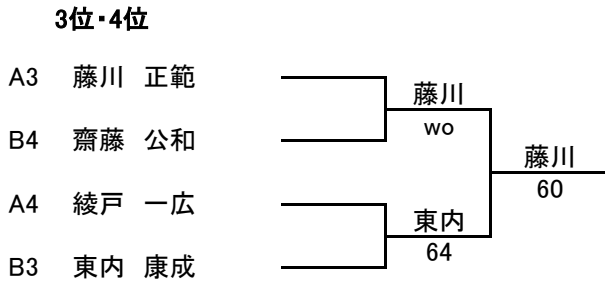 3位・4位
A3 藤川 正範
B4 齋藤 公和
A4 綾戸 一広
B3 東内 康成
藤川
wo
東内
64
藤川
60